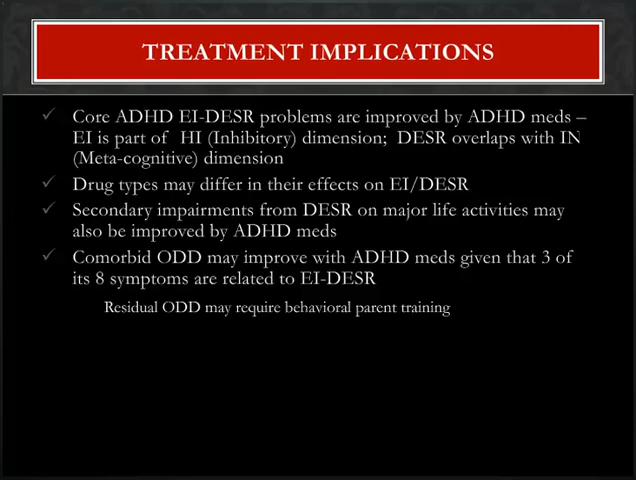 TREATMENT IMPLICATIONS
Core ADHD EI-DESR problems are improved by ADHD meds –
EI is part of HI (Inhibitory) dimension; DESR overlaps with IN
(Meta-cognitive) dimension
Drug types may differ in their effects on EI/DESR
Secondary impairments from DESR on major life activities may
also be improved by ADHD meds
Comorbid ODD may improve with ADHD meds given that 3 of
its 8 symptoms are related to EI-DESR
Residual ODD may require behavioral parent training